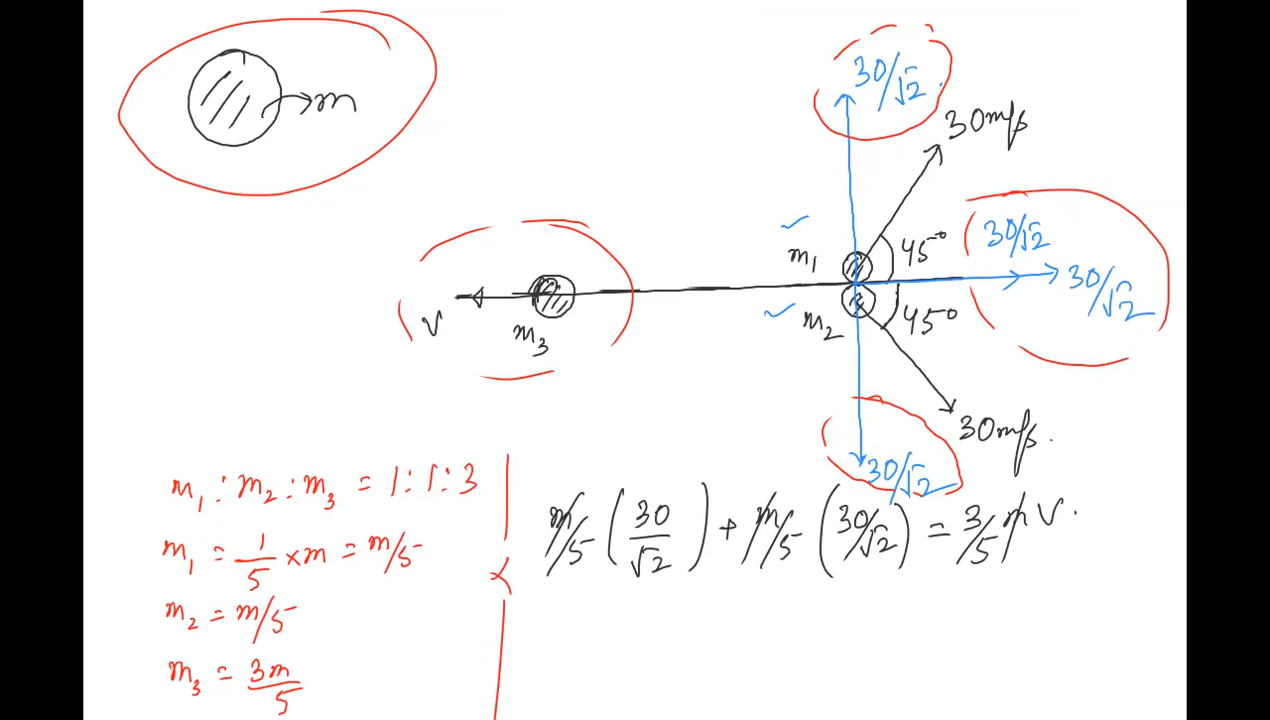 m
30/√2
30m/s
30/√2
45°
30/√2
m₁
m₂
45°
v
m₃
30m/s.
30/√2
m₁ : m₂ : m₃ = 1 : 1 : 3
m₁ = 1/5 × m = m/5
m₂ = m/5
m₃ = 3m/5
m/5 (30/√2) + m/5 (30/√2) = 3/5 m v.